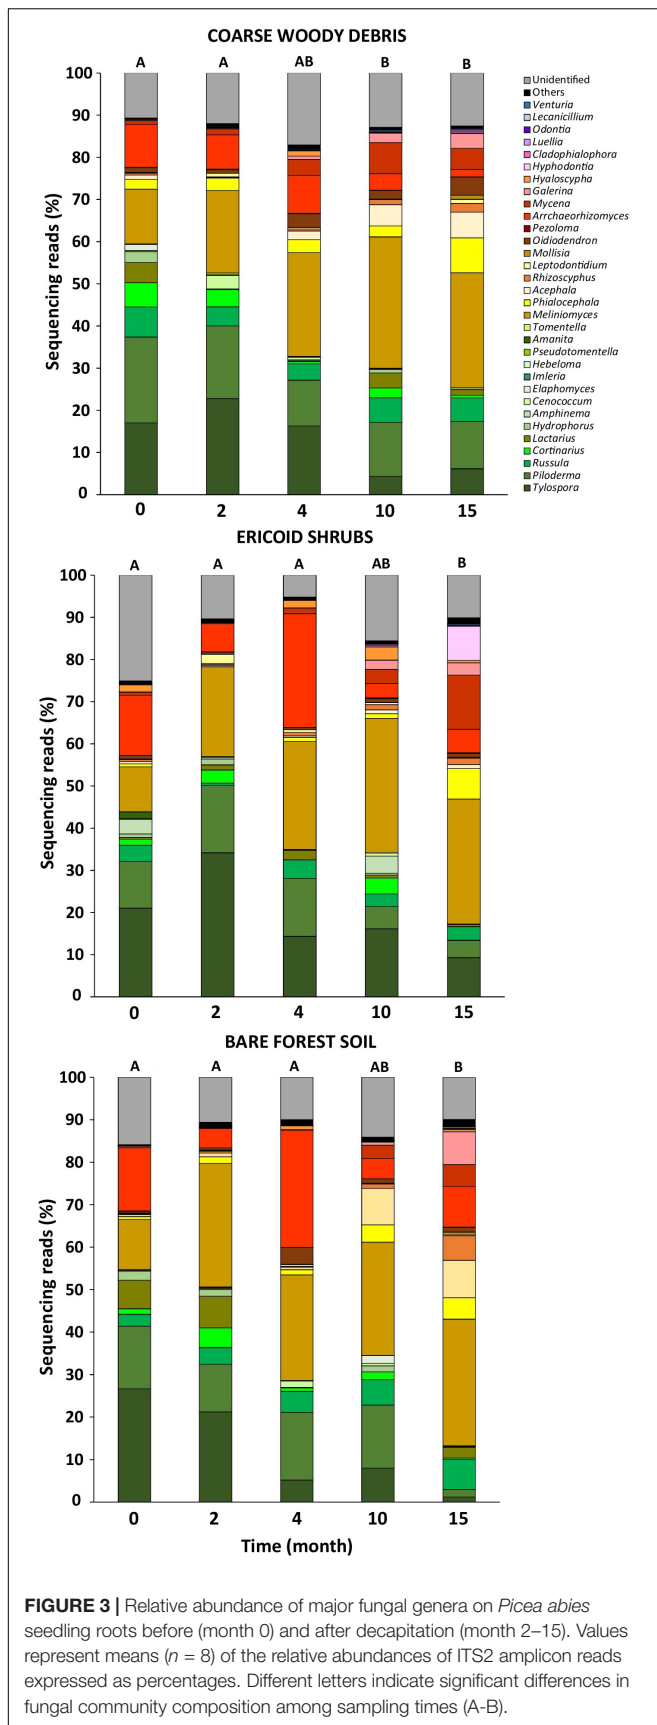 COARSE WOODY DEBRIS
A A AB B B
100
90
80
70
60
50
40
30
20
10
0
Sequencing reads (%)
0 2 4 10 15
Unidentified
Others
Venturia
Lecanicillium
Odontia
Luellia
Cladophialophora
Hyphodontia
Hyaloscypha
Galerina
Mycena
Archaeorhizomyces
Pezoloma
Oidiodendron
Mollisia
Leptodontidium
Rhizoscyphus
Acephala
Phialocephala
Meliniomyces
Tomentella
Amanita
Pseudotomentella
Hebeloma
Imleria
Elaphomyces
Cenococcum
Amphinema
Hydrophorus
Lactarius
Cortinarius
Russula
Piloderma
Tylospora
ERICOID SHRUBS
A A A AB B
100
90
80
70
60
50
40
30
20
10
0
Sequencing reads (%)
0 2 4 10 15
BARE FOREST SOIL
A A A AB B
100
90
80
70
60
50
40
30
20
10
0
Sequencing reads (%)
0 2 4 10 15
Time (month)
FIGURE 3 | Relative abundance of major fungal genera on Picea abies
seedling roots before (month 0) and after decapitation (month 2–15). Values
represent means (n = 8) of the relative abundances of ITS2 amplicon reads
expressed as percentages. Different letters indicate significant differences in
fungal community composition among sampling times (A-B).